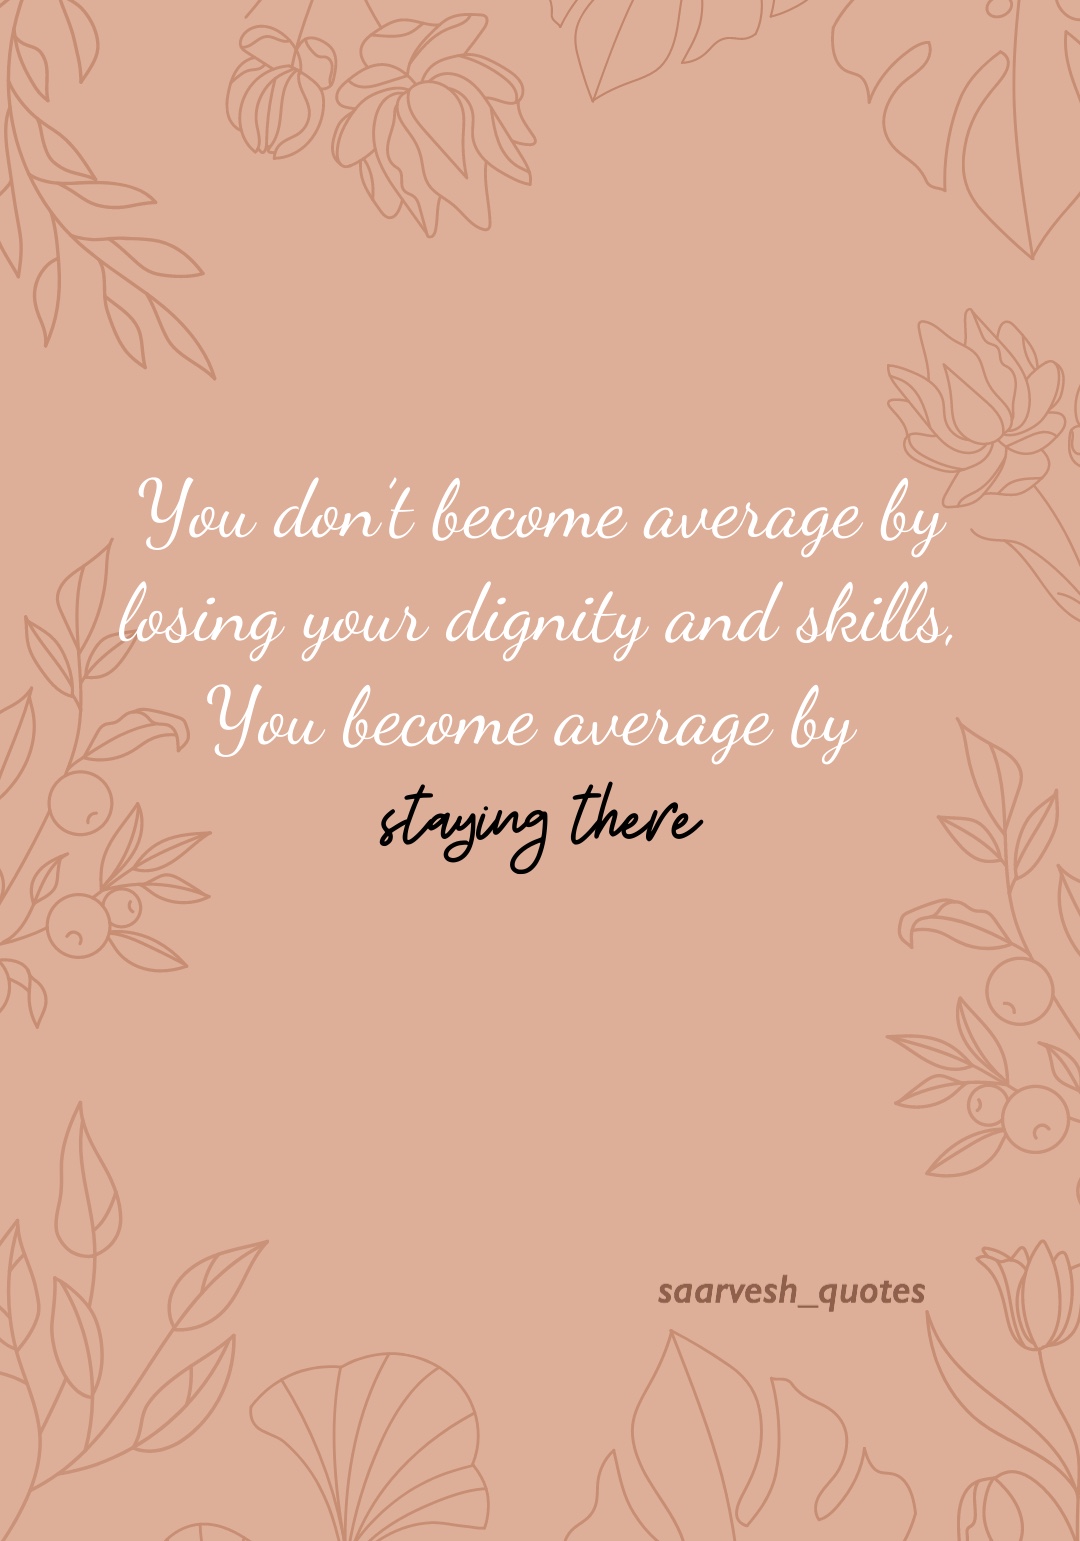 You don't become average by
losing your dignity and skills,
You become average by
staying there
saarvesh_quotes